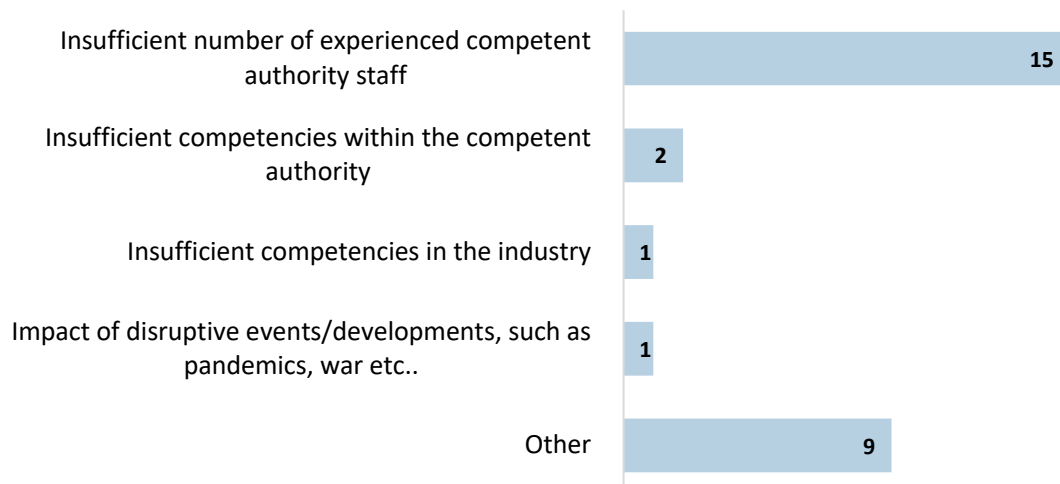 Insufficient number of experienced competent
authority staff
15
Insufficient competencies within the competent
authority
2
Insufficient competencies in the industry
1
Impact of disruptive events/developments, such as
pandemics, war etc..
1
Other
9